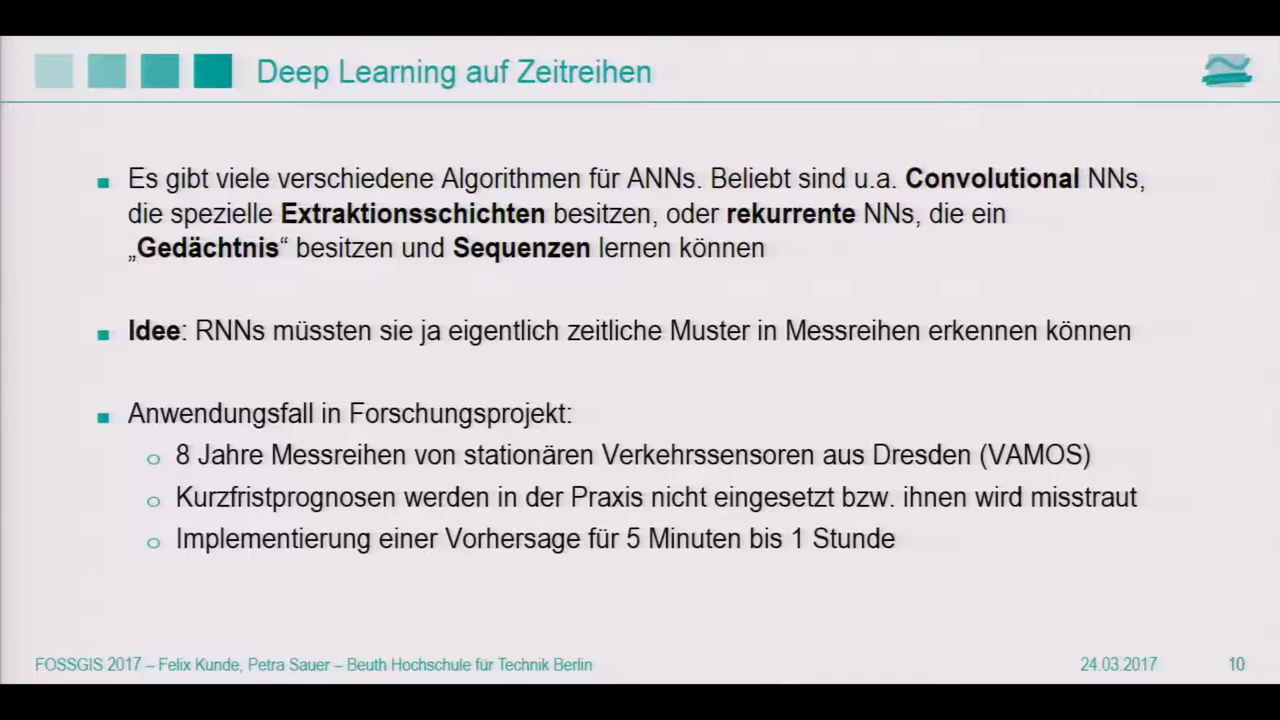 Deep Learning auf Zeitreihen
Es gibt viele verschiedene Algorithmen für ANNs. Beliebt sind u.a. Convolutional NNs,
die spezielle Extraktionsschichten besitzen, oder rekurrente NNs, die ein
„Gedächtnis“ besitzen und Sequenzen lernen können
Idee: RNNs müssten sie ja eigentlich zeitliche Muster in Messreihen erkennen können
Anwendungsfall in Forschungsprojekt:
8 Jahre Messreihen von stationären Verkehrssensoren aus Dresden (VAMOS)
Kurzfristprognosen werden in der Praxis nicht eingesetzt bzw. ihnen wird misstraut
Implementierung einer Vorhersage für 5 Minuten bis 1 Stunde
FOSSGIS 2017 – Felix Kunde, Petra Sauer – Beuth Hochschule für Technik Berlin 24.03.2017 10